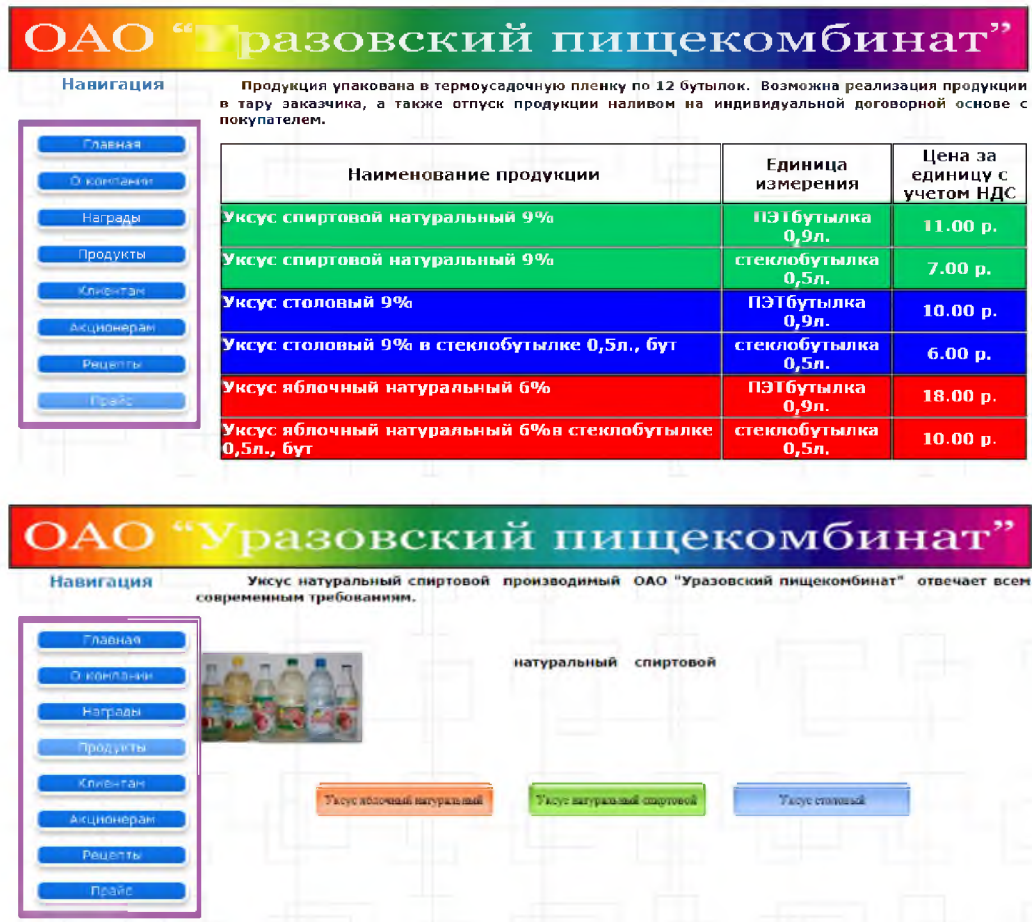 ОАО “Уразовский пищекомбинат”
Навигация
Главная
О компании
Награды
Продукты
Клиентам
Акционерам
Рецепты
Прайс
Продукция упакована в термоусадочную пленку по 12 бутылок. Возможна реализация продукции
в тару заказчика, а также отпуск продукции наливом на индивидуальной договорной основе с
покупателем.
Наименование продукции
Единица
измерения
Цена за
единицу с
учетом НДС
Уксус спиртовой натуральный 9%
ПЭТбутылка
0,9л.
11.00 р.
Уксус спиртовой натуральный 9%
стеклобутылка
0,5л.
7.00 р.
Уксус столовый 9%
ПЭТбутылка
0,9л.
10.00 р.
Уксус столовый 9% в стеклобутылке 0,5л., бут
стеклобутылка
0,5л.
6.00 р.
Уксус яблочный натуральный 6%
ПЭТбутылка
0,9л.
18.00 р.
Уксус яблочный натуральный 6%в стеклобутылке
0,5л., бут
стеклобутылка
0,5л.
10.00 р.
ОАО “Уразовский пищекомбинат”
Навигация
Главная
О компании
Награды
Продукты
Клиентам
Акционерам
Рецепты
Прайс
Уксус натуральный спиртовой производимый ОАО "Уразовский пищекомбинат" отвечает всем
современным требованиям.
натуральный спиртовой
Уксус яблочный натуральный
Уксус натуральный спиртовой
Уксус столовый